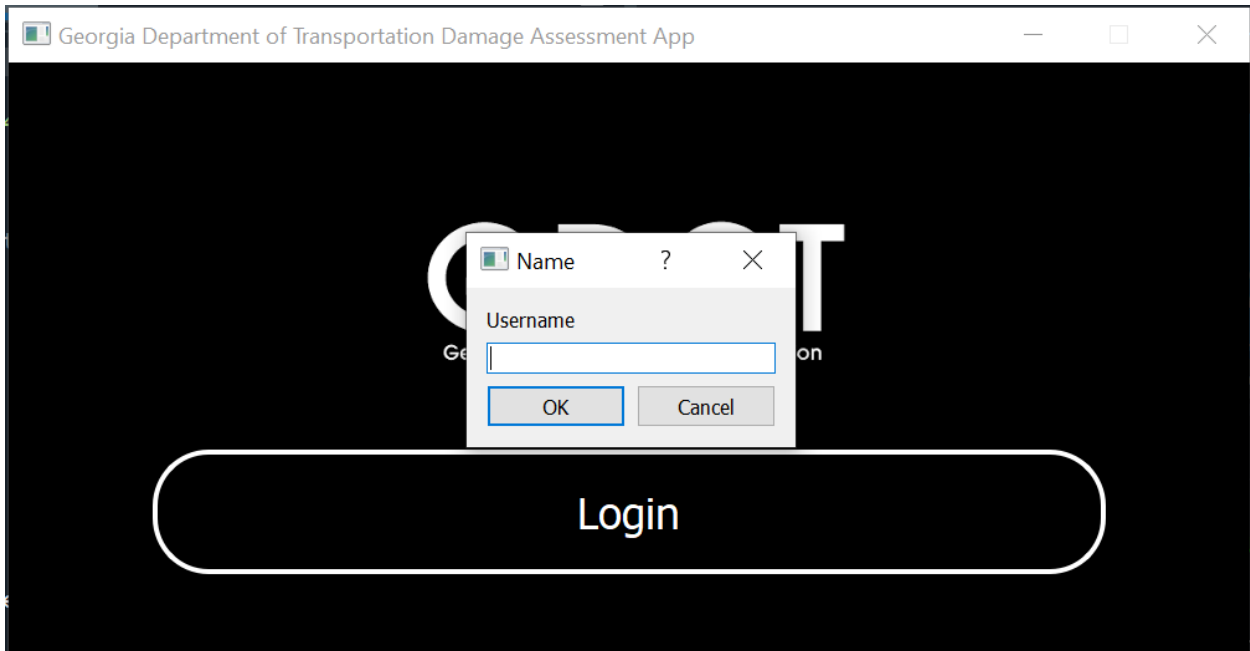 Georgia Department of Transportation Damage Assessment App
Name
?
Username
OK
Cancel
Login